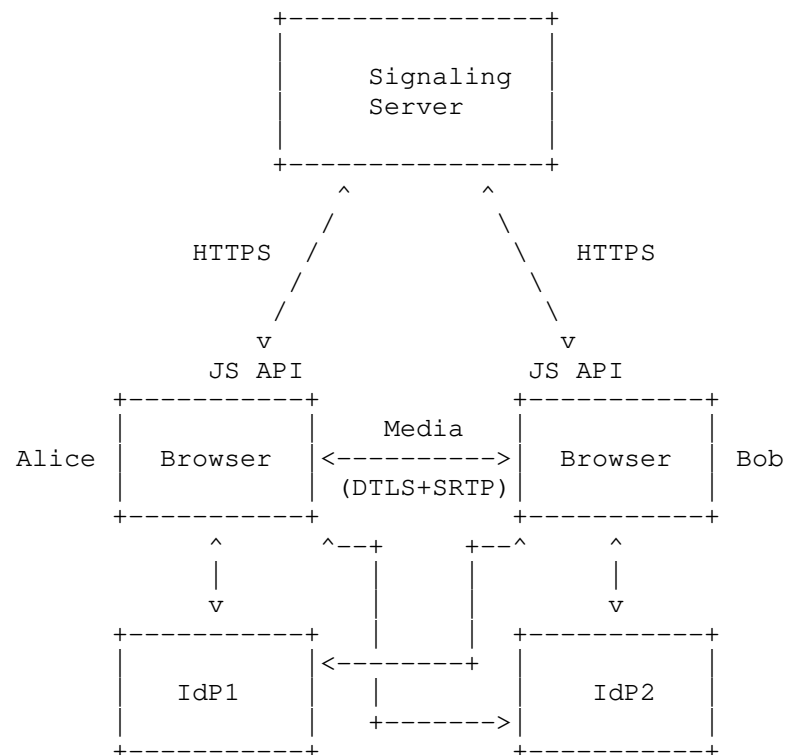 Signaling
Server
HTTPS HTTPS
JS API JS API
Media
Alice Browser Browser Bob
(DTLS+SRTP)
IdP1 IdP2